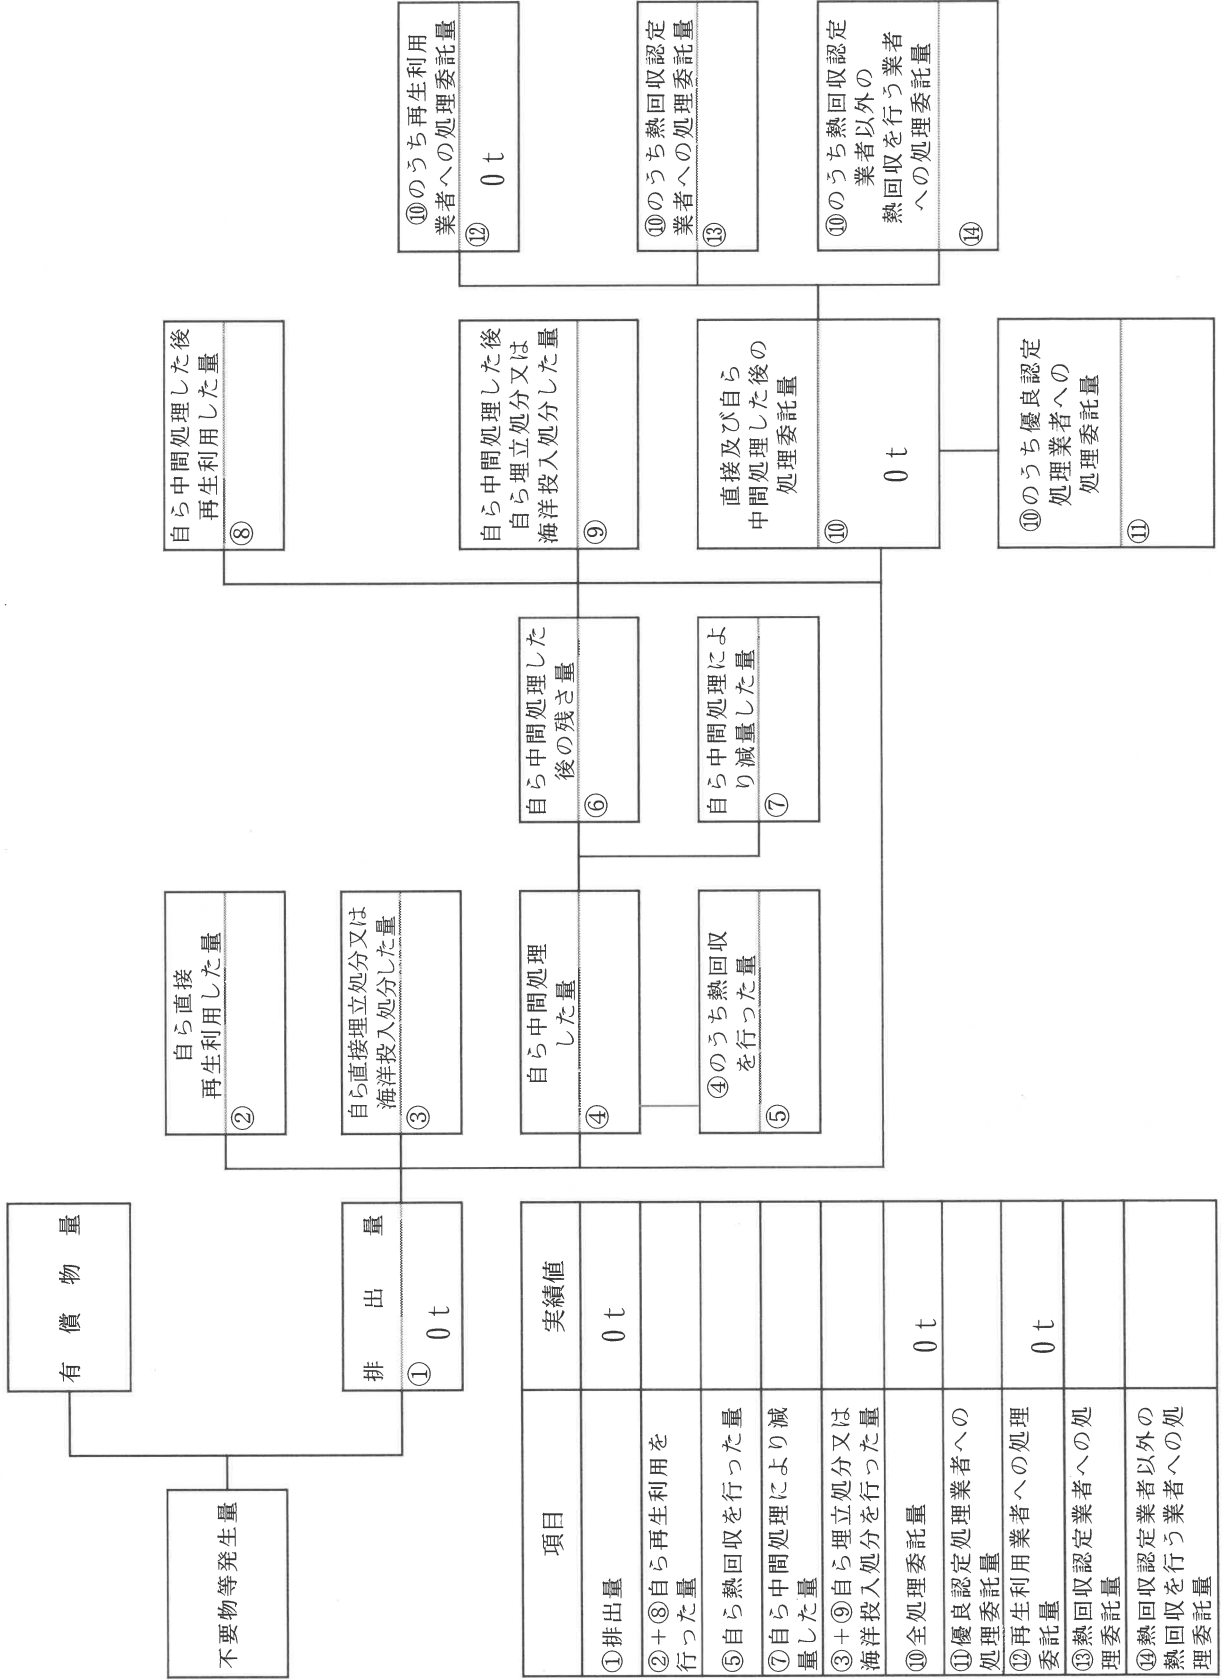 不要物等発生量
有償物量
排出量
①
0 t
自ら直接
再生利用した量
②
自ら直接埋立処分又は
海洋投入処分した量
③
自ら中間処理
した量
④
④のうち熱回収
を行った量
⑤
自ら中間処理した
後の残さ量
⑥
自ら中間処理によ
り減量した量
⑦
自ら中間処理した後
再生利用した量
⑧
自ら中間処理した後
自ら埋立処分又は
海洋投入処分した量
⑨
直接及び自ら
中間処理した後の
処理委託量
⑩
0 t
⑩のうち優良認定
処理業者への
処理委託量
⑪
⑩のうち再生利用
業者への処理委託量
⑫
0 t
⑩のうち熱回収認定
業者への処理委託量
⑬
⑩のうち熱回収認定
業者以外の
熱回収を行う業者
への処理委託量
⑭
項目 実績値
①排出量 0 t
②+⑧自ら再生利用を
行った量
⑤自ら熱回収を行った量
⑦自ら中間処理により減
量した量
③+⑨自ら埋立処分又は
海洋投入処分を行った量
⑩全処理委託量 0 t
⑪優良認定処理業者への
処理委託量
⑫再生利用業者への処理
委託量 0 t
⑬熱回収認定業者への処
理委託量
⑭熱回収認定業者以外の
熱回収を行う業者への処
理委託量